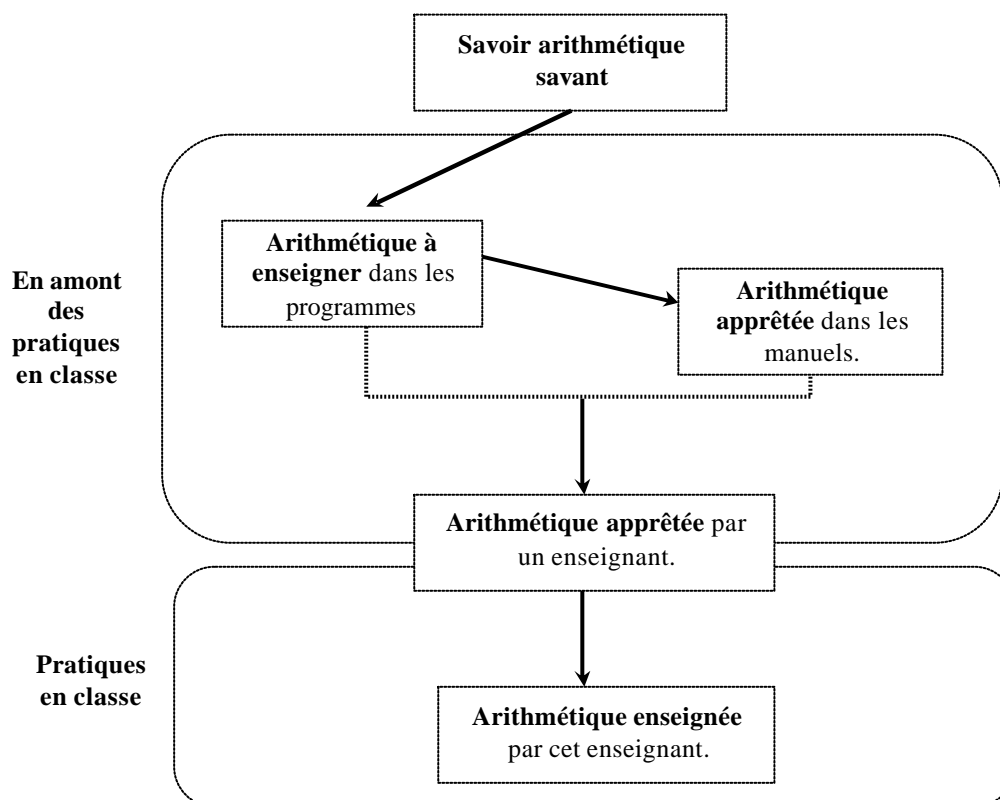 Savoir arithmétique
savant
Arithmétique à
enseigner dans les
programmes
En amont
des
pratiques
en classe
Arithmétique
apprêtée dans les
manuels.
Arithmétique apprêtée par
un enseignant.
Pratiques
en classe
Arithmétique enseignée
par cet enseignant.